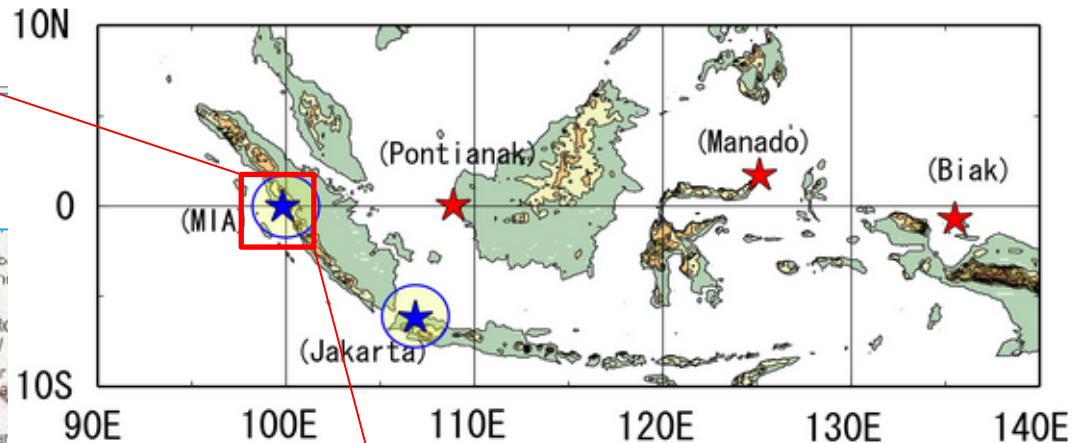 10N
(Manado)
(Pontianak)
(Biak)
0
(MIA)
(Jakarta)
10S
90E 100E 110E 120E 130E 140E